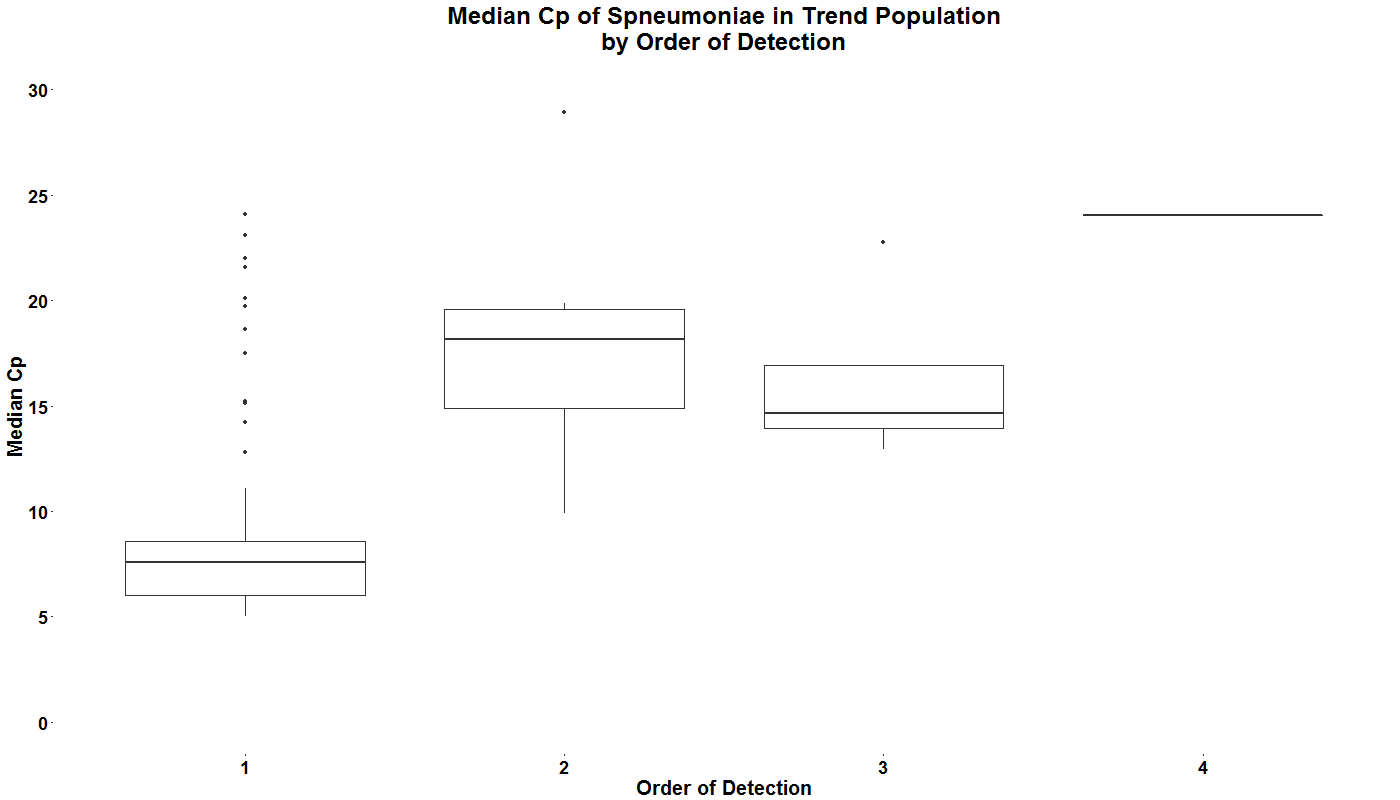 Median Cp of Spneumoniae in Trend Population
by Order of Detection
30
25
20
15
10
5
0
Median Cp
1 2 3 4
Order of Detection